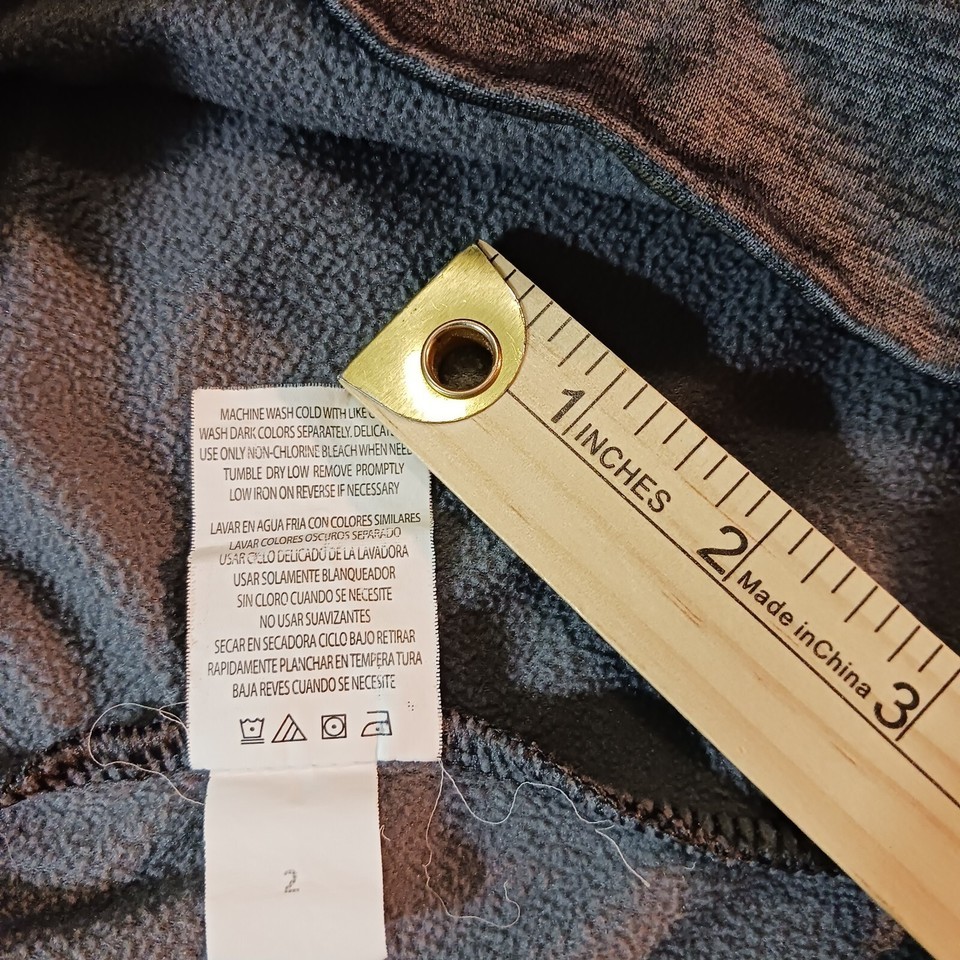 MACHINE WASH COLD WITH LIKE
WASH DARK COLORS SEPARATELY. DELICAT
USE ONLY NON-CHLORINE BLEACH WHEN NEED
TUMBLE DRY LOW REMOVE PROMPTLY
LOW IRON ON REVERSE IF NECESSARY
LAVAR EN AGUA FRIA CON COLORES SIMILARES
LAVAR COLORES OSCUROS SEPARADO
USAR CICLO DELICADO DE LA LAVADORA
USAR SOLAMENTE BLANQUEADOR
SIN CLORO CUANDO SE NECESITE
NO USAR SUAVIZANTES
SECAR EN SECADORA CICLO BAJO RETIRAR
RAPIDAMENTE PLANCHAR EN TEMPERA TURA
BAJA REVES CUANDO SE NECESITE
2
1
INCHES
2
Made in China
3